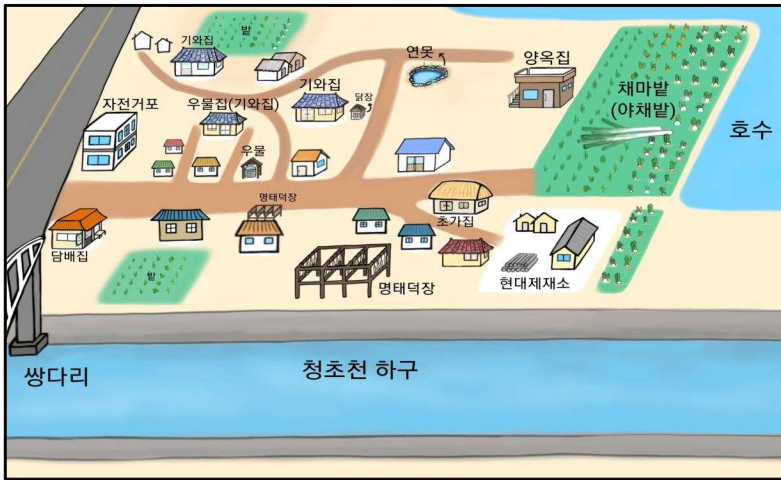 밭
기와집
연못
양옥집
기와집
닭장
채마밭
(야채밭)
자전거포
우물집(기와집)
호수
우물
명태덕장
초가집
담배집
밭
명태덕장
현대제재소
쌍다리
청초천 하구